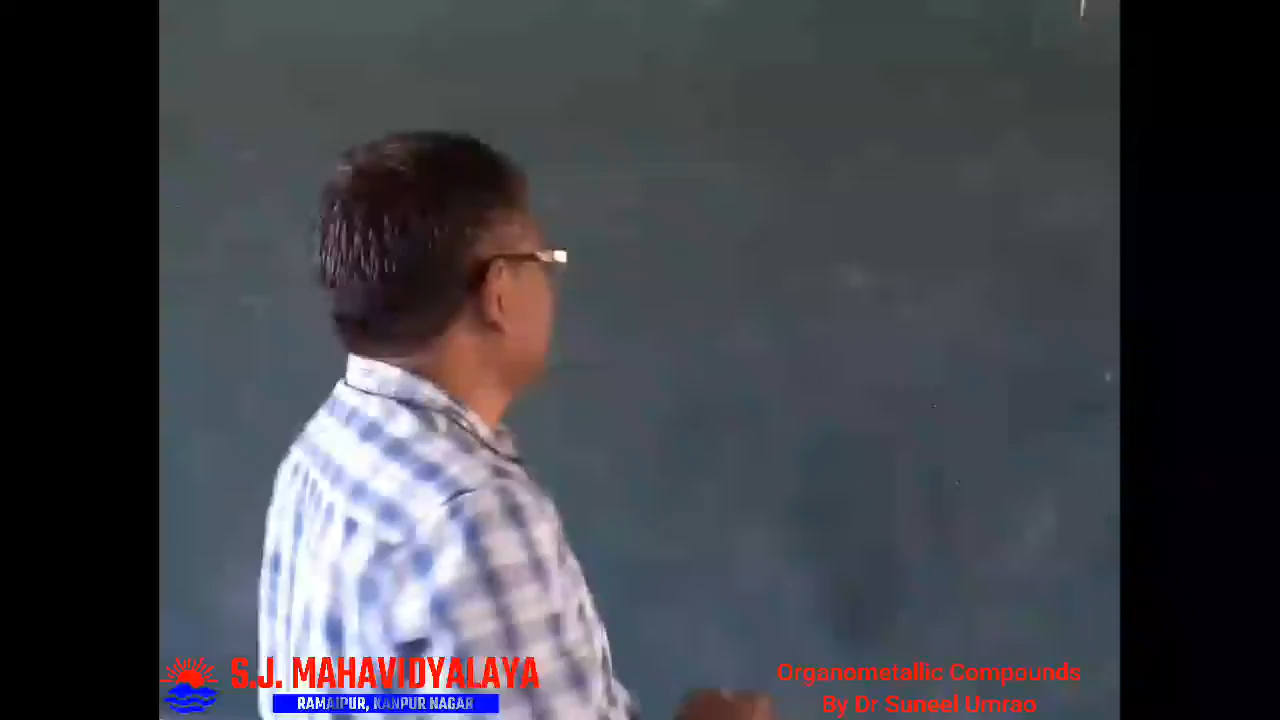 S.J. MAHAVIDYALAYA
RAMAIPUR, KANPUR NAGAR
Organometallic Compounds
By Dr Suneel Umrao